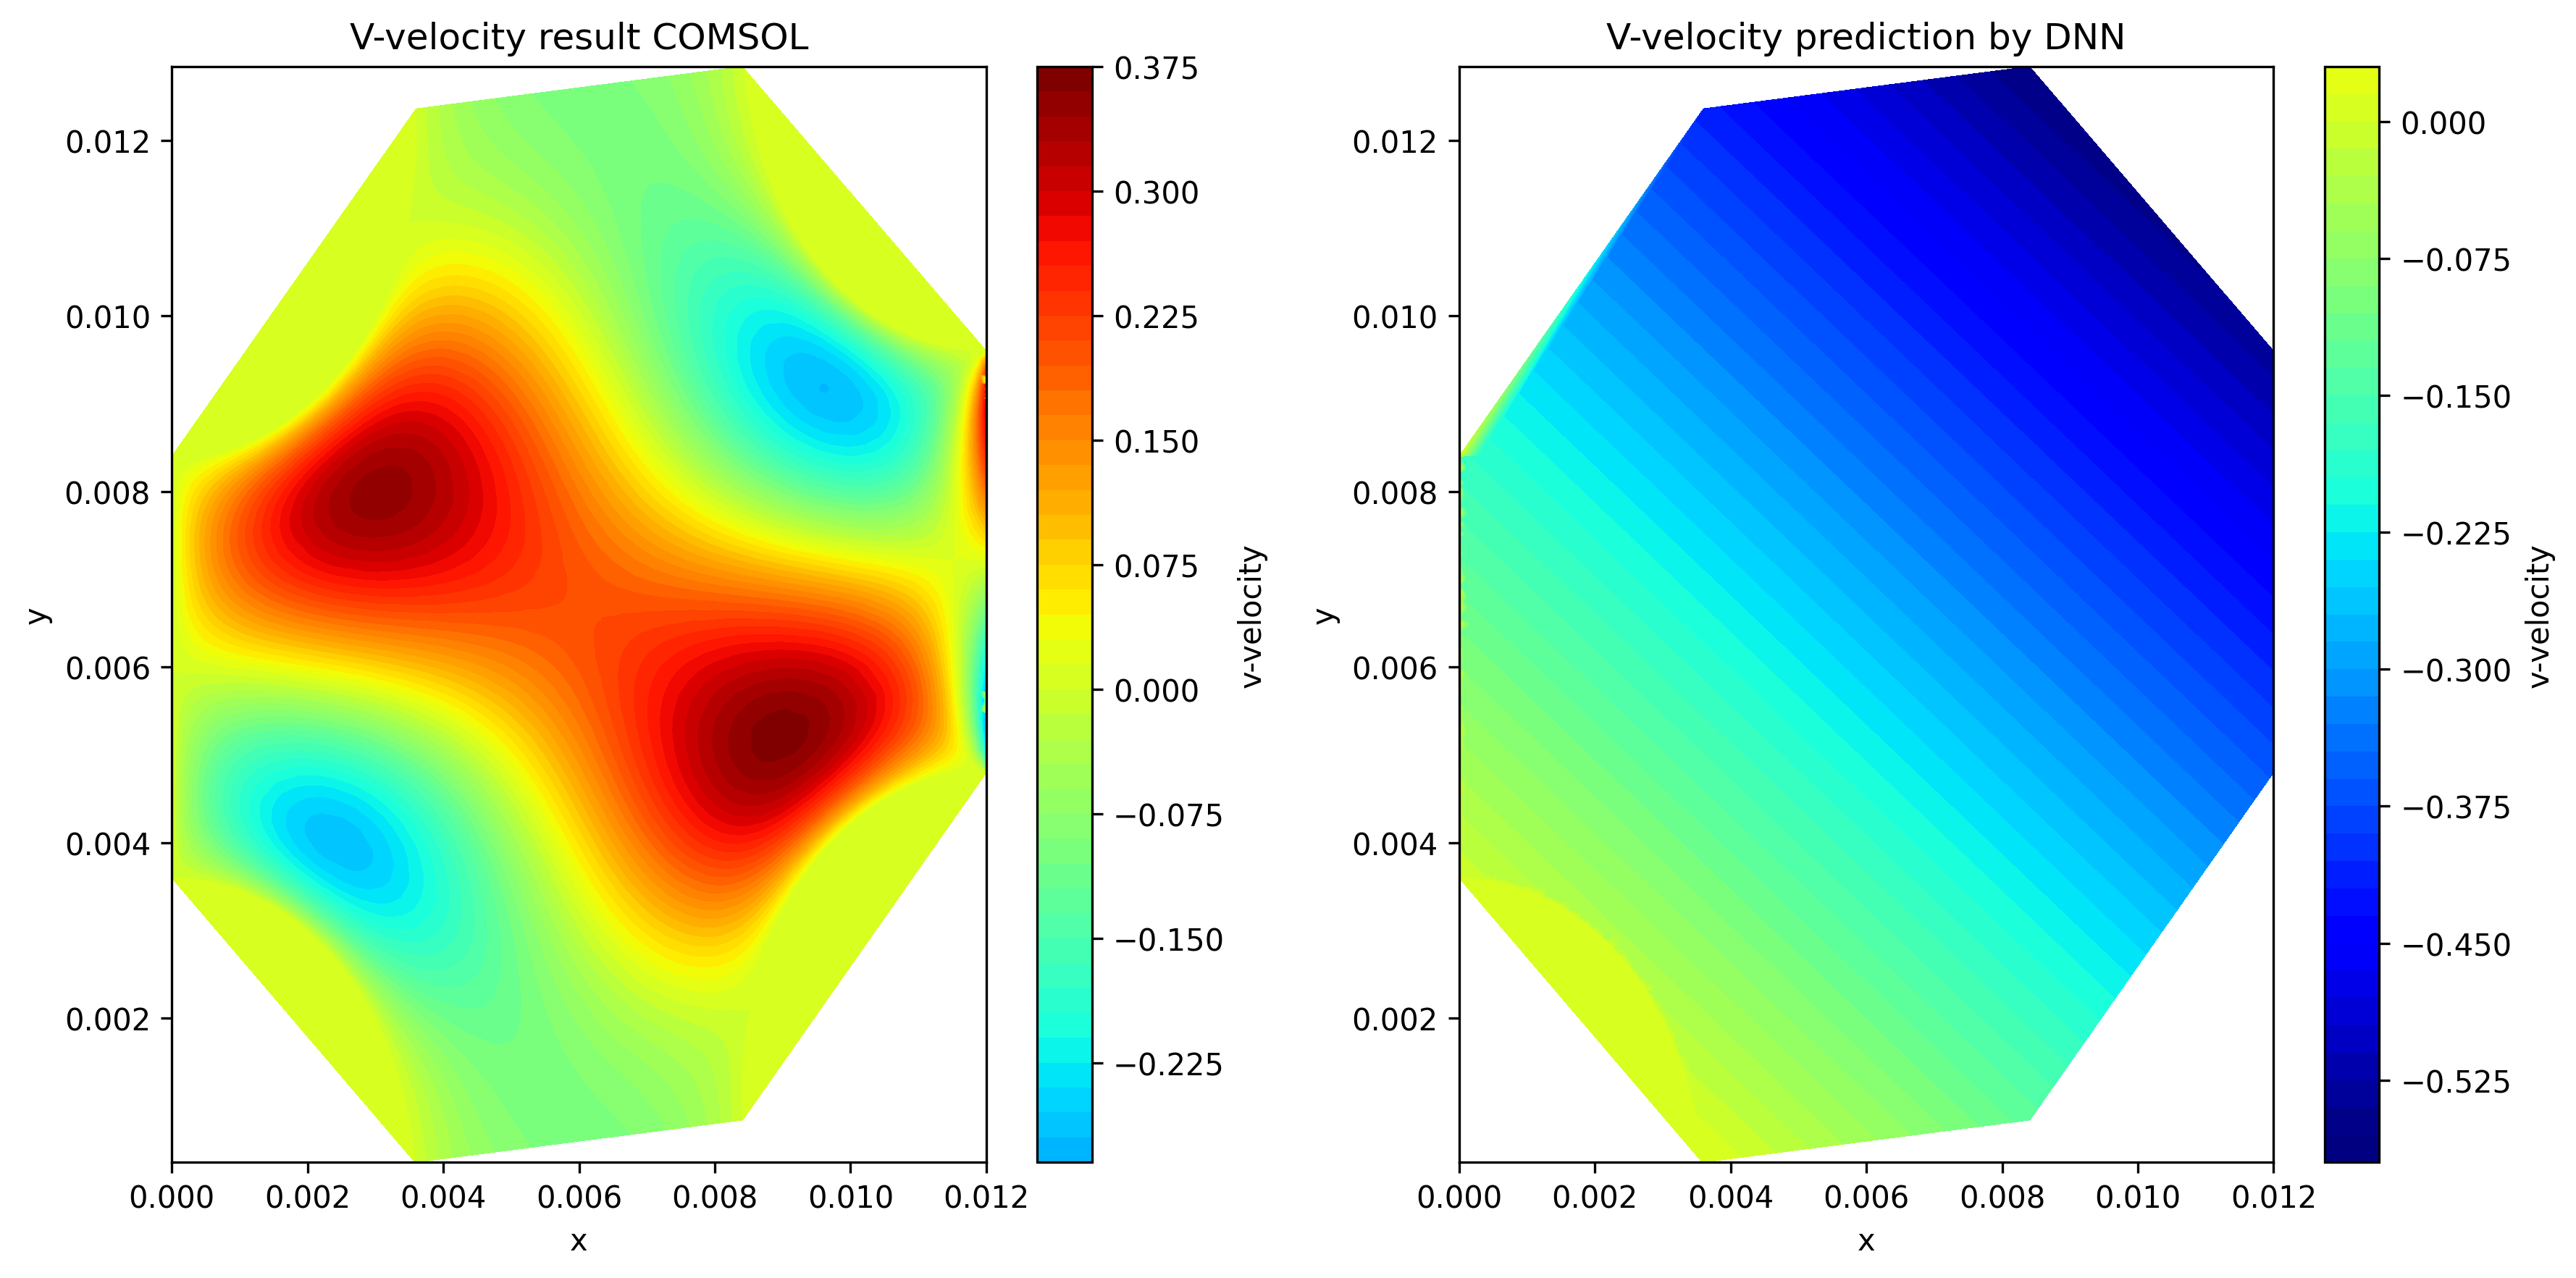 V-velocity result COMSOL
0.012
0.010
0.008
0.006
0.004
0.002
y
0.000 0.002 0.004 0.006 0.008 0.010 0.012
x
0.375
0.300
0.225
0.150
0.075
0.000
−0.075
−0.150
−0.225
v-velocity
V-velocity prediction by DNN
0.012
0.010
0.008
0.006
0.004
0.002
y
0.000 0.002 0.004 0.006 0.008 0.010 0.012
x
0.000
−0.075
−0.150
−0.225
−0.300
−0.375
−0.450
−0.525
v-velocity